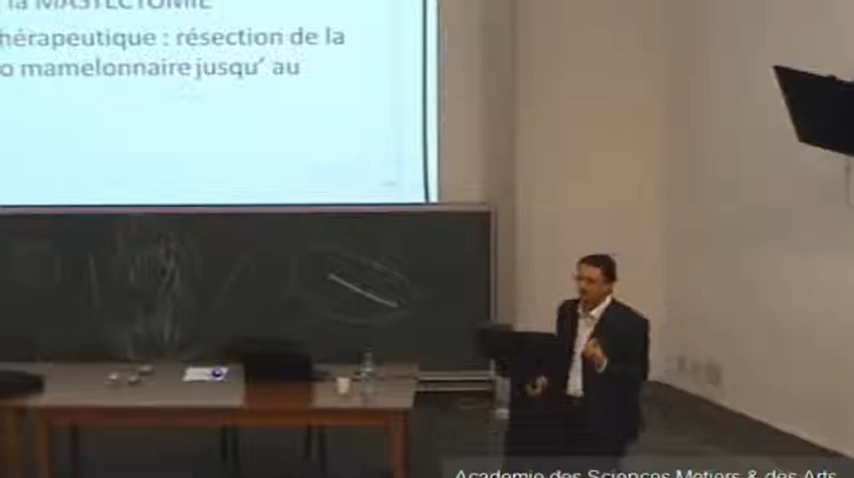 la MASTECTOMIE
hérapeutique : résection de la
o mamelonnaire jusqu' au
Academie des Sciences Metiers & des Arts